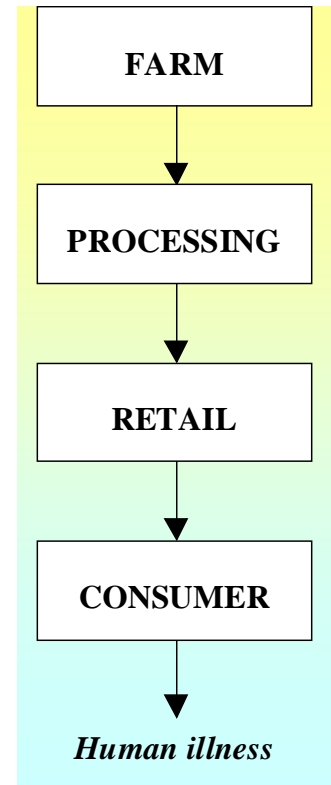 FARM
PROCESSING
RETAIL
CONSUMER
Human illness